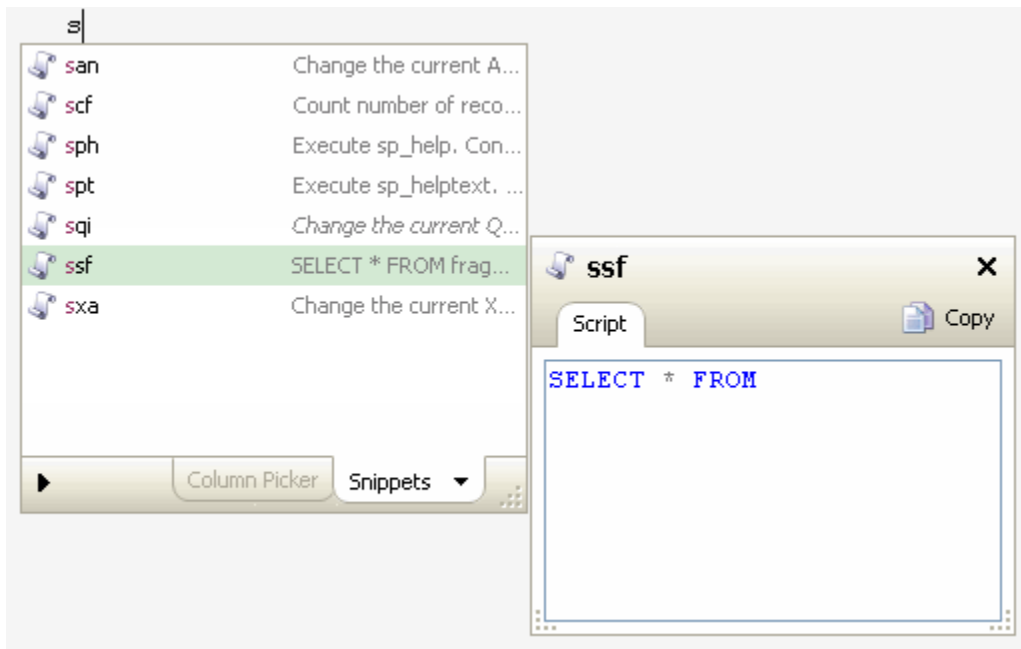 s
san Change the current A...
scf Count number of reco...
sph Execute sp_help. Con...
spt Execute sp_helptext. ...
sqi Change the current Q...
ssf SELECT * FROM frag...
sxa Change the current X...
Column Picker Snippets
ssf
Script Copy
SELECT * FROM